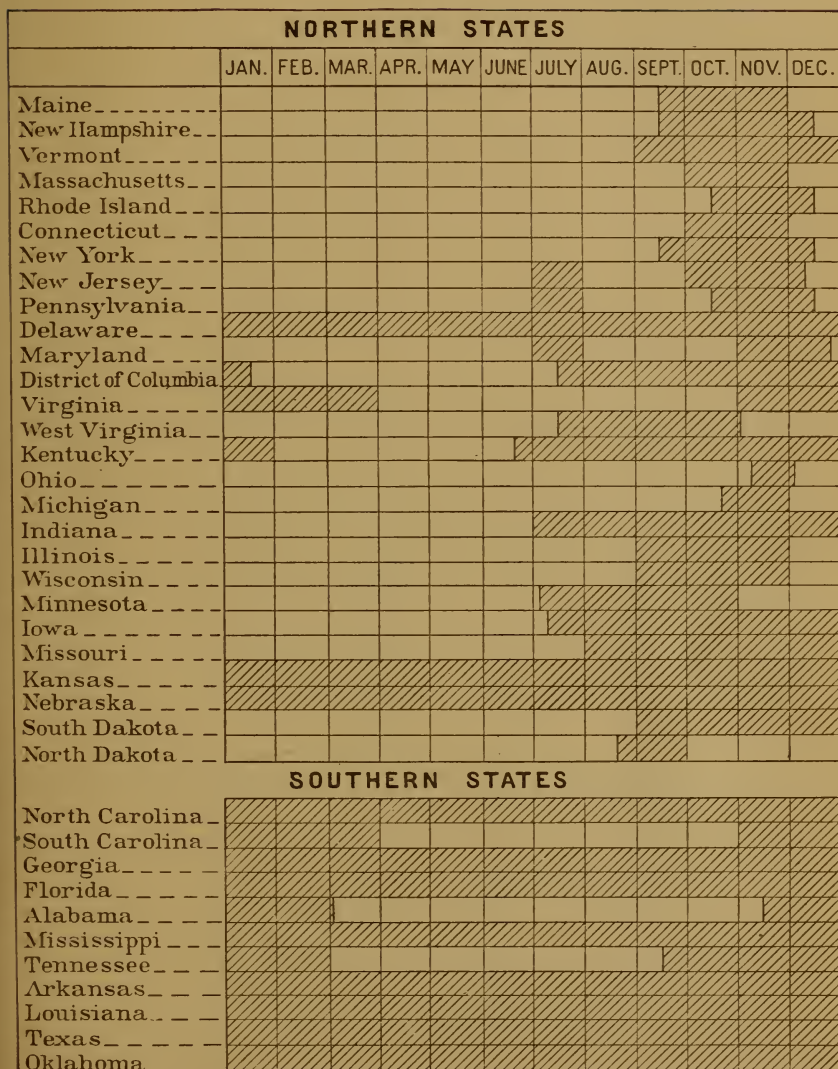 NORTHERN STATES
JAN. FEB. MAR. APR. MAY JUNE JULY AUG. SEPT. OCT. NOV. DEC.
Maine
New Hampshire
Vermont
Massachusetts
Rhode Island
Connecticut
New York
New Jersey
Pennsylvania
Delaware
Maryland
District of Columbia
Virginia
West Virginia
Kentucky
Ohio
Michigan
Indiana
Illinois
Wisconsin
Minnesota
Iowa
Missouri
Kansas
Nebraska
South Dakota
North Dakota
SOUTHERN STATES
North Carolina
South Carolina
Georgia
Florida
Alabama
Mississippi
Tennessee
Arkansas
Louisiana
Texas
Oklahoma